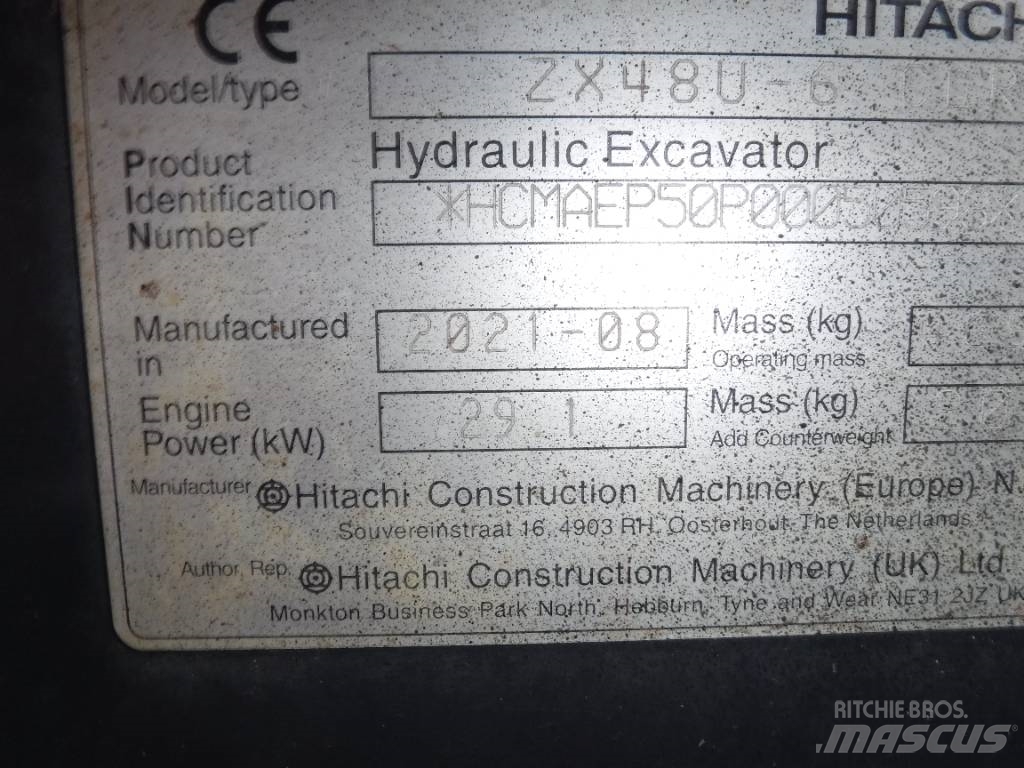 CE HITACH
Model/type ZX48U-6
Product Hydraulic Excavator
Identification *HCMAEP50P0005
Number
Manufactured 2021-08 Mass (kg)
in Operating mass
Engine 29.1 Mass (kg)
Power (kW) Add Counterweight
Manufacturer Hitachi Construction Machinery (Europe) N.
Souvereinstraat 16, 4903 RH, Oosterhout, The Netherlands
Author. Rep. Hitachi Construction Machinery (UK) Ltd.
Monkton Business Park North, Hebburn, Tyne and Wear NE31 2JZ UK
RITCHIE BROS.
MASCUS